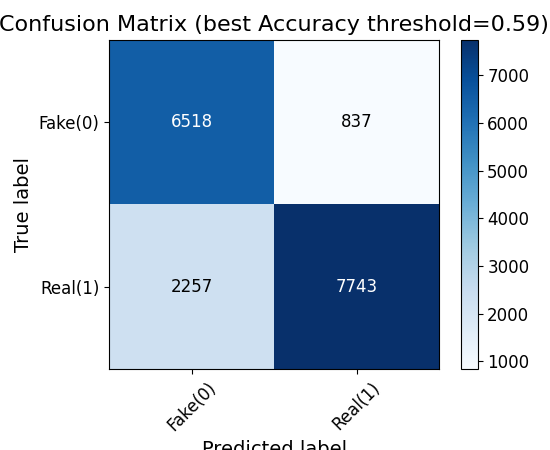 Confusion Matrix (best Accuracy threshold=0.59)
True label
Fake(0)
6518
837
Real(1)
2257
7743
Fake(0)
Real(1)
Predicted label
7000
6000
5000
4000
3000
2000
1000